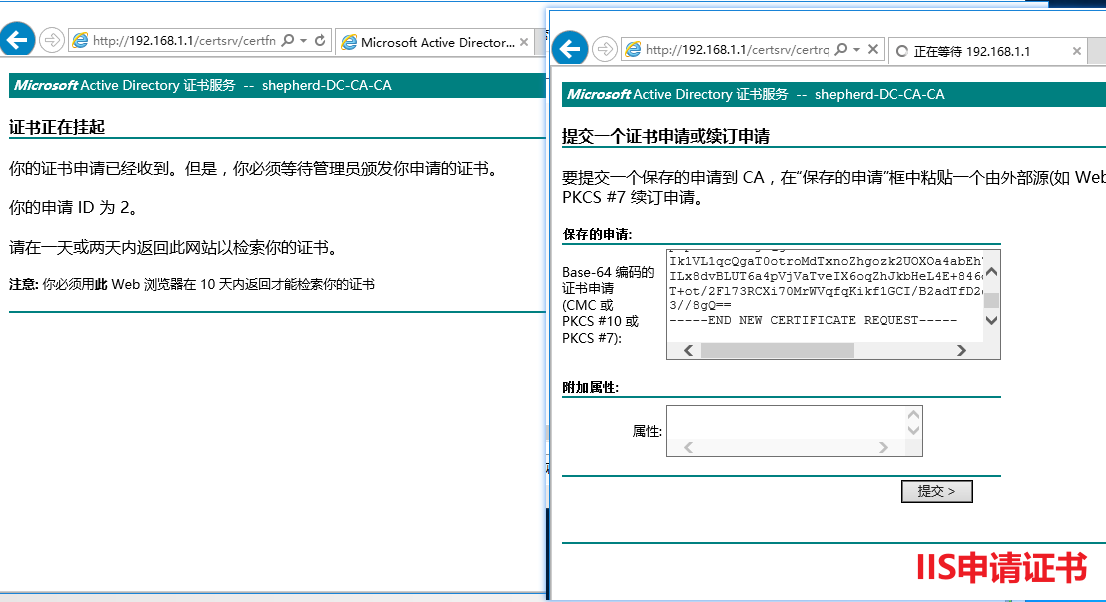 http://192.168.1.1/certsrv/certfn
Microsoft Active Director...
Microsoft Active Directory 证书服务 -- shepherd-DC-CA-CA
证书正在挂起
你的证书申请已经收到。但是，你必须等待管理员颁发你申请的证书。
你的申请 ID 为 2。
请在一天或两天内返回此网站以检索你的证书。
注意: 你必须用此 Web 浏览器在 10 天内返回才能检索你的证书
http://192.168.1.1/certsrv/certrq
正在等待 192.168.1.1
Microsoft Active Directory 证书服务 -- shepherd-DC-CA-CA
提交一个证书申请或续订申请
要提交一个保存的申请到 CA，在“保存的申请”框中粘贴一个由外部源(如 Web
PKCS #7 续订申请。
保存的申请:
Base-64 编码的
证书申请
(CMC 或
PKCS #10 或
PKCS #7):
Ik1VL1qcQgaT0otroMdTxnoZhgozk2UOXOa4abEh
ILx8dvBLUT6a4pVjVaTveIX6oqZhJkbHeL4E+846
T+ot/2Fl73RCXi70MrWVqfqKikf1GCI/B2adTfD2
3//8gQ==
-----END NEW CERTIFICATE REQUEST-----
附加属性:
属性:
提交 >
IIS申请证书